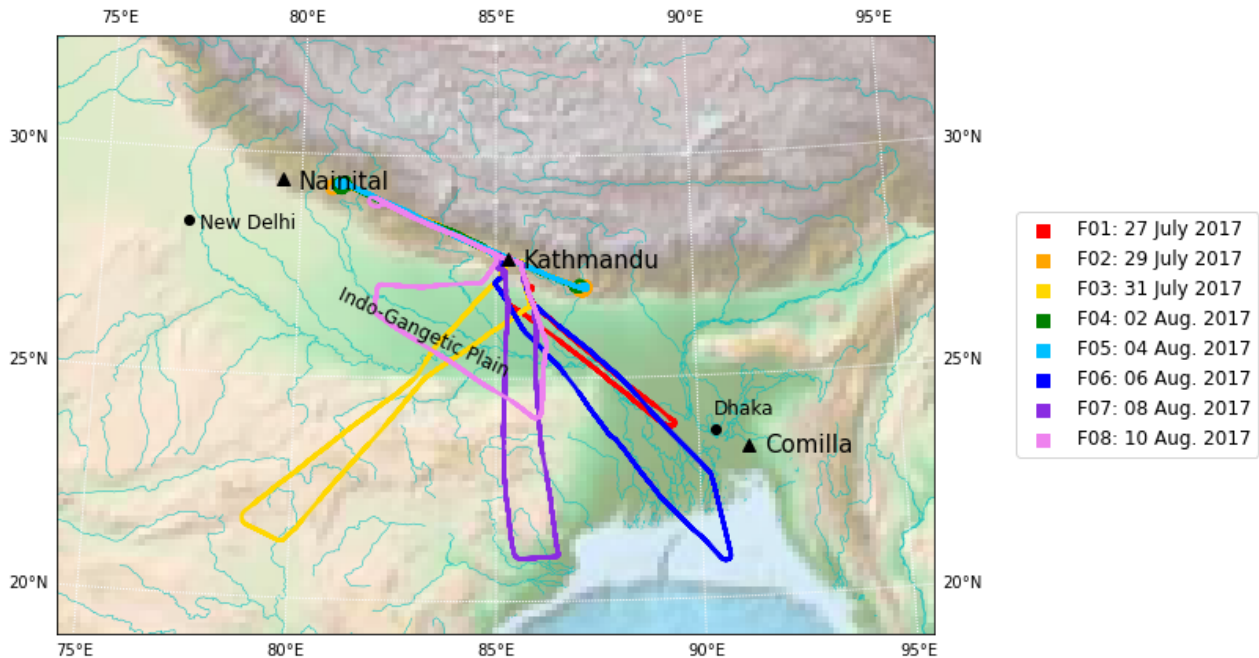 75°E 80°E 85°E 90°E 95°E
30°N 30°N
Nainital
New Delhi
Kathmandu
Indo-Gangetic Plain
25°N 25°N
Dhaka
Comilla
20°N 20°N
75°E 80°E 85°E 90°E 95°E
F01: 27 July 2017
F02: 29 July 2017
F03: 31 July 2017
F04: 02 Aug. 2017
F05: 04 Aug. 2017
F06: 06 Aug. 2017
F07: 08 Aug. 2017
F08: 10 Aug. 2017